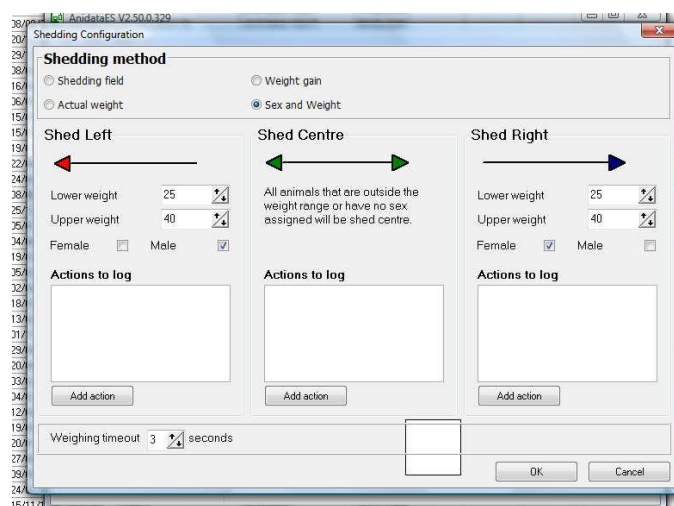 AnidataES V2.50.0.329
Shedding Configuration
Shedding method
Shedding field
Weight gain
Actual weight
Sex and Weight
Shed Left
Shed Centre
Shed Right
Lower weight 25
All animals that are outside the
weight range or have no sex
assigned will be shed centre.
Lower weight 25
Upper weight 40
Upper weight 40
Female Male
Female Male
Actions to log
Actions to log
Actions to log
Add action
Add action
Add action
Weighing timeout 3 seconds
OK
Cancel